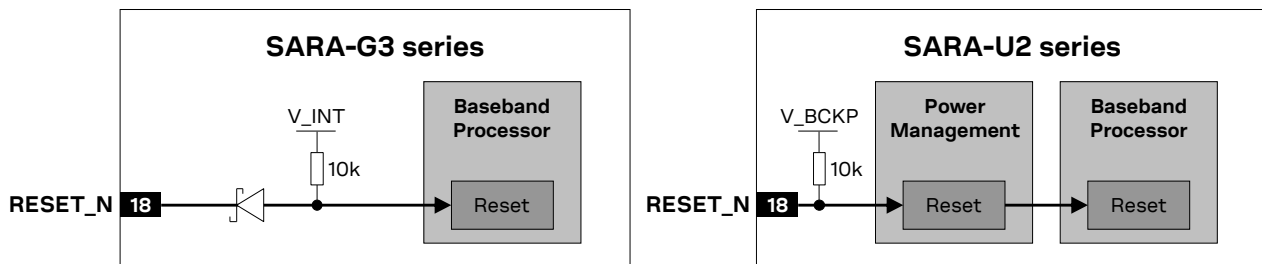 SARA-G3 series
Baseband
Processor
V_INT
10k
RESET_N
18
Reset
SARA-U2 series
Power
Management
Baseband
Processor
V_BCKP
10k
RESET_N
18
Reset
Reset